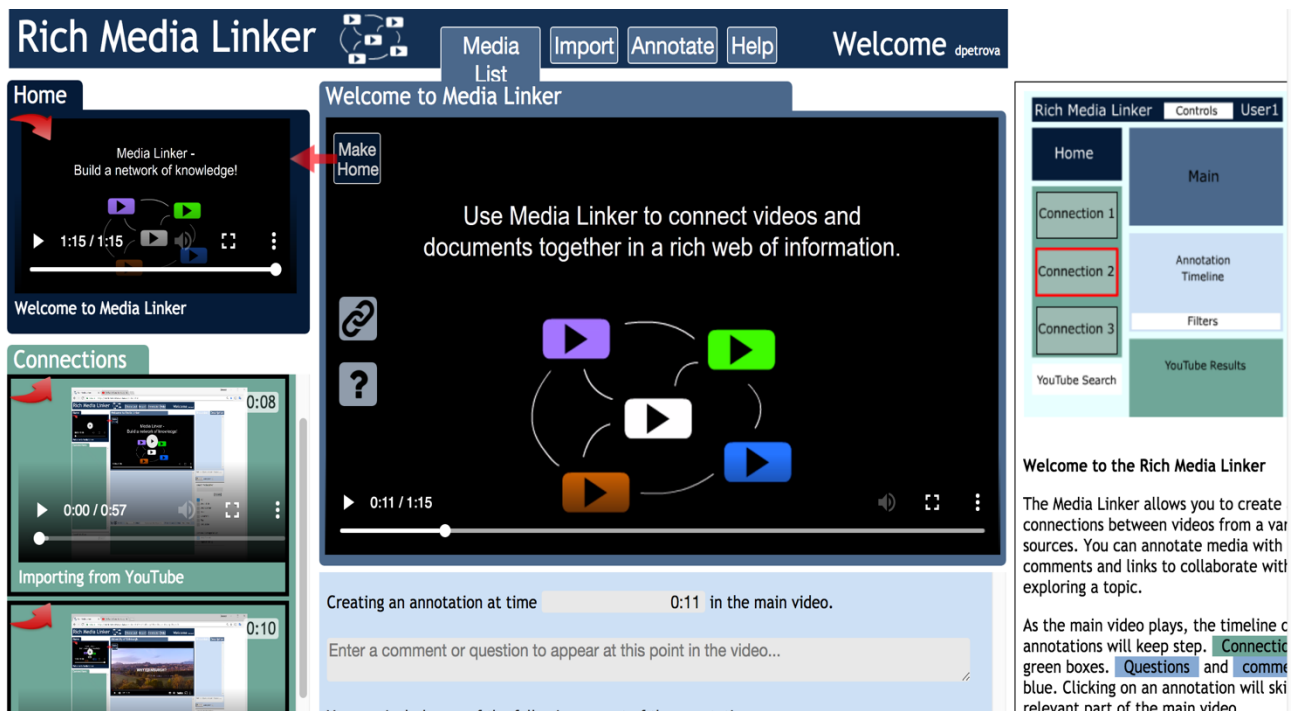 Rich Media Linker
Media
List
Import
Annotate
Help
Welcome dpetrova
Home
Media Linker -
Build a network of knowledge!
1:15 / 1:15
Welcome to Media Linker
Connections
0:08
0:00 / 0:57
Importing from YouTube
0:10
Welcome to Media Linker
Make
Home
Use Media Linker to connect videos and
documents together in a rich web of information.
?
0:11 / 1:15
Creating an annotation at time 0:11 in the main video.
Enter a comment or question to appear at this point in the video...
Rich Media Linker Controls User1
Home
Main
Connection 1
Connection 2
Connection 3
Annotation
Timeline
Filters
YouTube Search
YouTube Results
Welcome to the Rich Media Linker
The Media Linker allows you to create
connections between videos from a var
sources. You can annotate media with
comments and links to collaborate with
exploring a topic.
As the main video plays, the timeline o
annotations will keep step. Connectio
green boxes. Questions and comme
blue. Clicking on an annotation will ski
relevant part of the main video